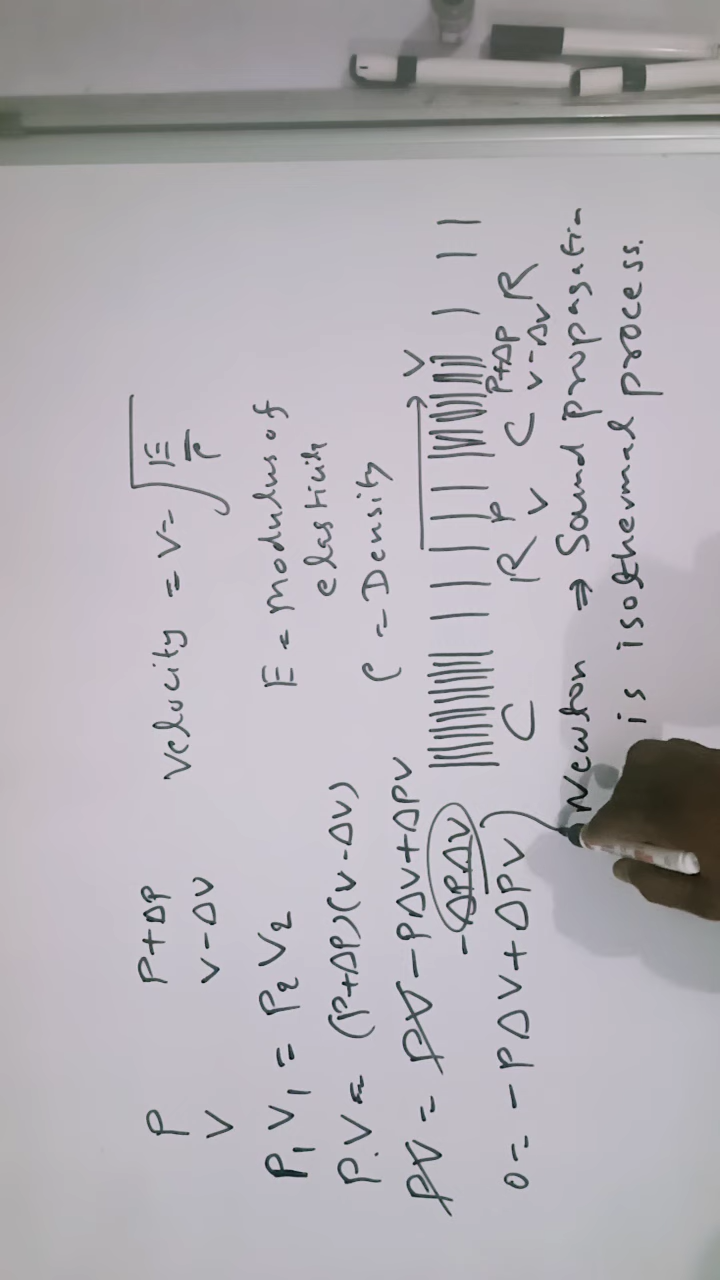 P P+ΔP velocity = v = √E/ρ
V V-ΔV
P₁V₁ = P₂V₂ E = Modulus of
elasticity
P.V = (P+ΔP)(V-ΔV) ρ = Density
PV = PV - PΔV + ΔPV
- ΔPΔV
V
0 = - PΔV + ΔPV
C R P V C P+ΔP V-ΔV R
Newton ⇒ Sound propagation
is isothermal process.